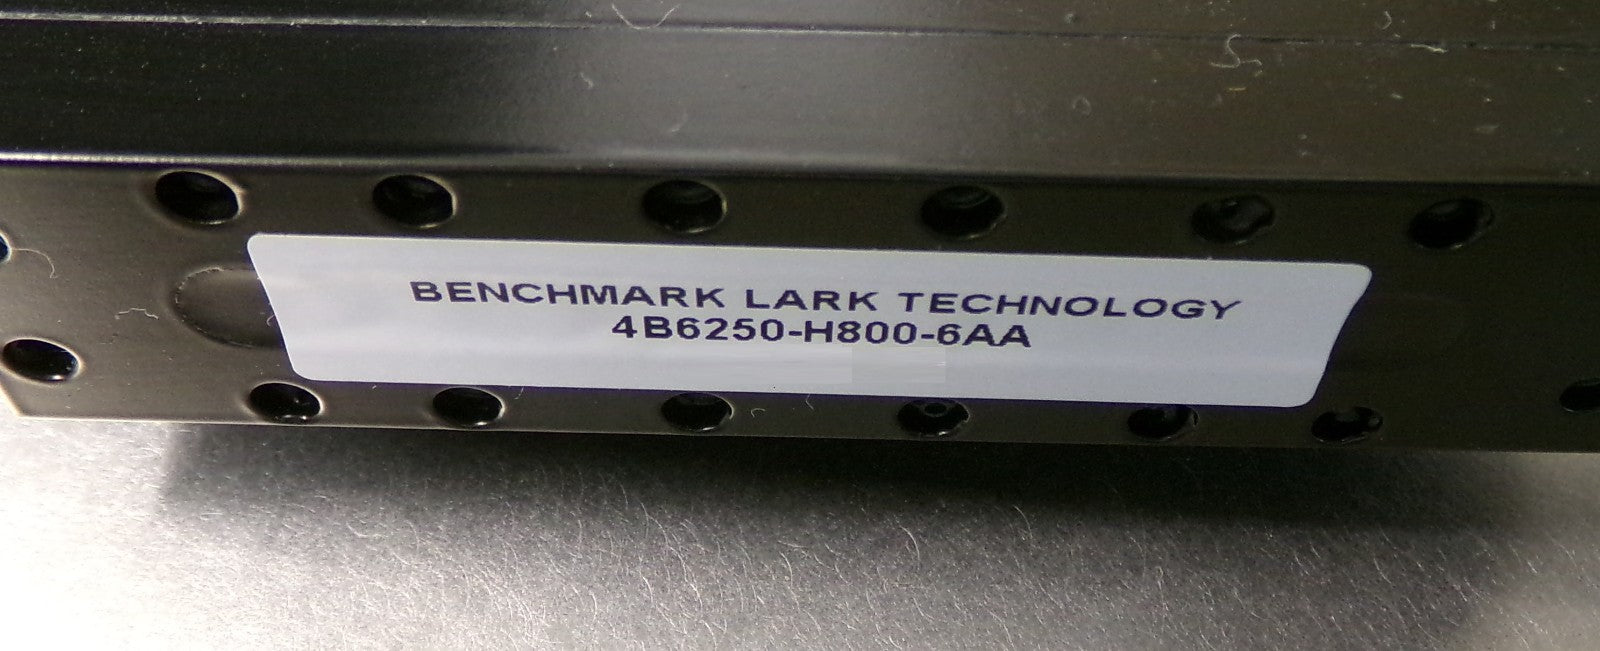 BENCHMARK LARK TECHNOLOGY
4B6250-H800-6AA